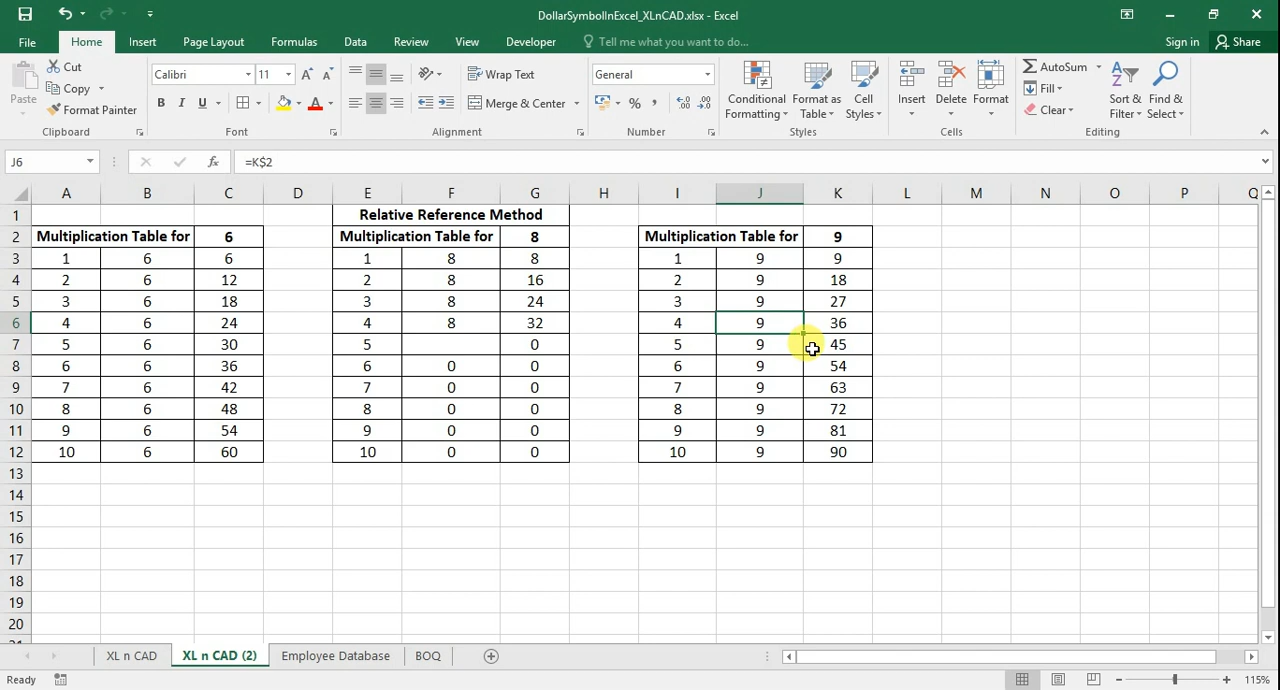 DollarSymbolInExcel_XLnCAD.xlsx - Excel
File Home Insert Page Layout Formulas Data Review View Developer Tell me what you want to do... Sign in Share
Paste Cut Copy Format Painter Clipboard
Calibri 11 B I U A A A Font
Wrap Text Merge & Center Alignment
General % , Number
Conditional Formatting Format as Table Cell Styles Styles
Insert Delete Format Cells
AutoSum Fill Clear Sort & Filter Find & Select Editing
J6 fx =K$2
A B C D E F G H I J K L M N O P Q
1 Relative Reference Method
2 Multiplication Table for 6 Multiplication Table for 8 Multiplication Table for 9
3 1 6 6 1 8 8 1 9 9
4 2 6 12 2 8 16 2 9 18
5 3 6 18 3 8 24 3 9 27
6 4 6 24 4 8 32 4 9 36
7 5 6 30 5 0 5 9 45
8 6 6 36 6 0 0 6 9 54
9 7 6 42 7 0 0 7 9 63
10 8 6 48 8 0 0 8 9 72
11 9 6 54 9 0 0 9 9 81
12 10 6 60 10 0 0 10 9 90
13
14
15
16
17
18
19
20
21
XL n CAD XL n CAD (2) Employee Database BOQ
Ready 115%